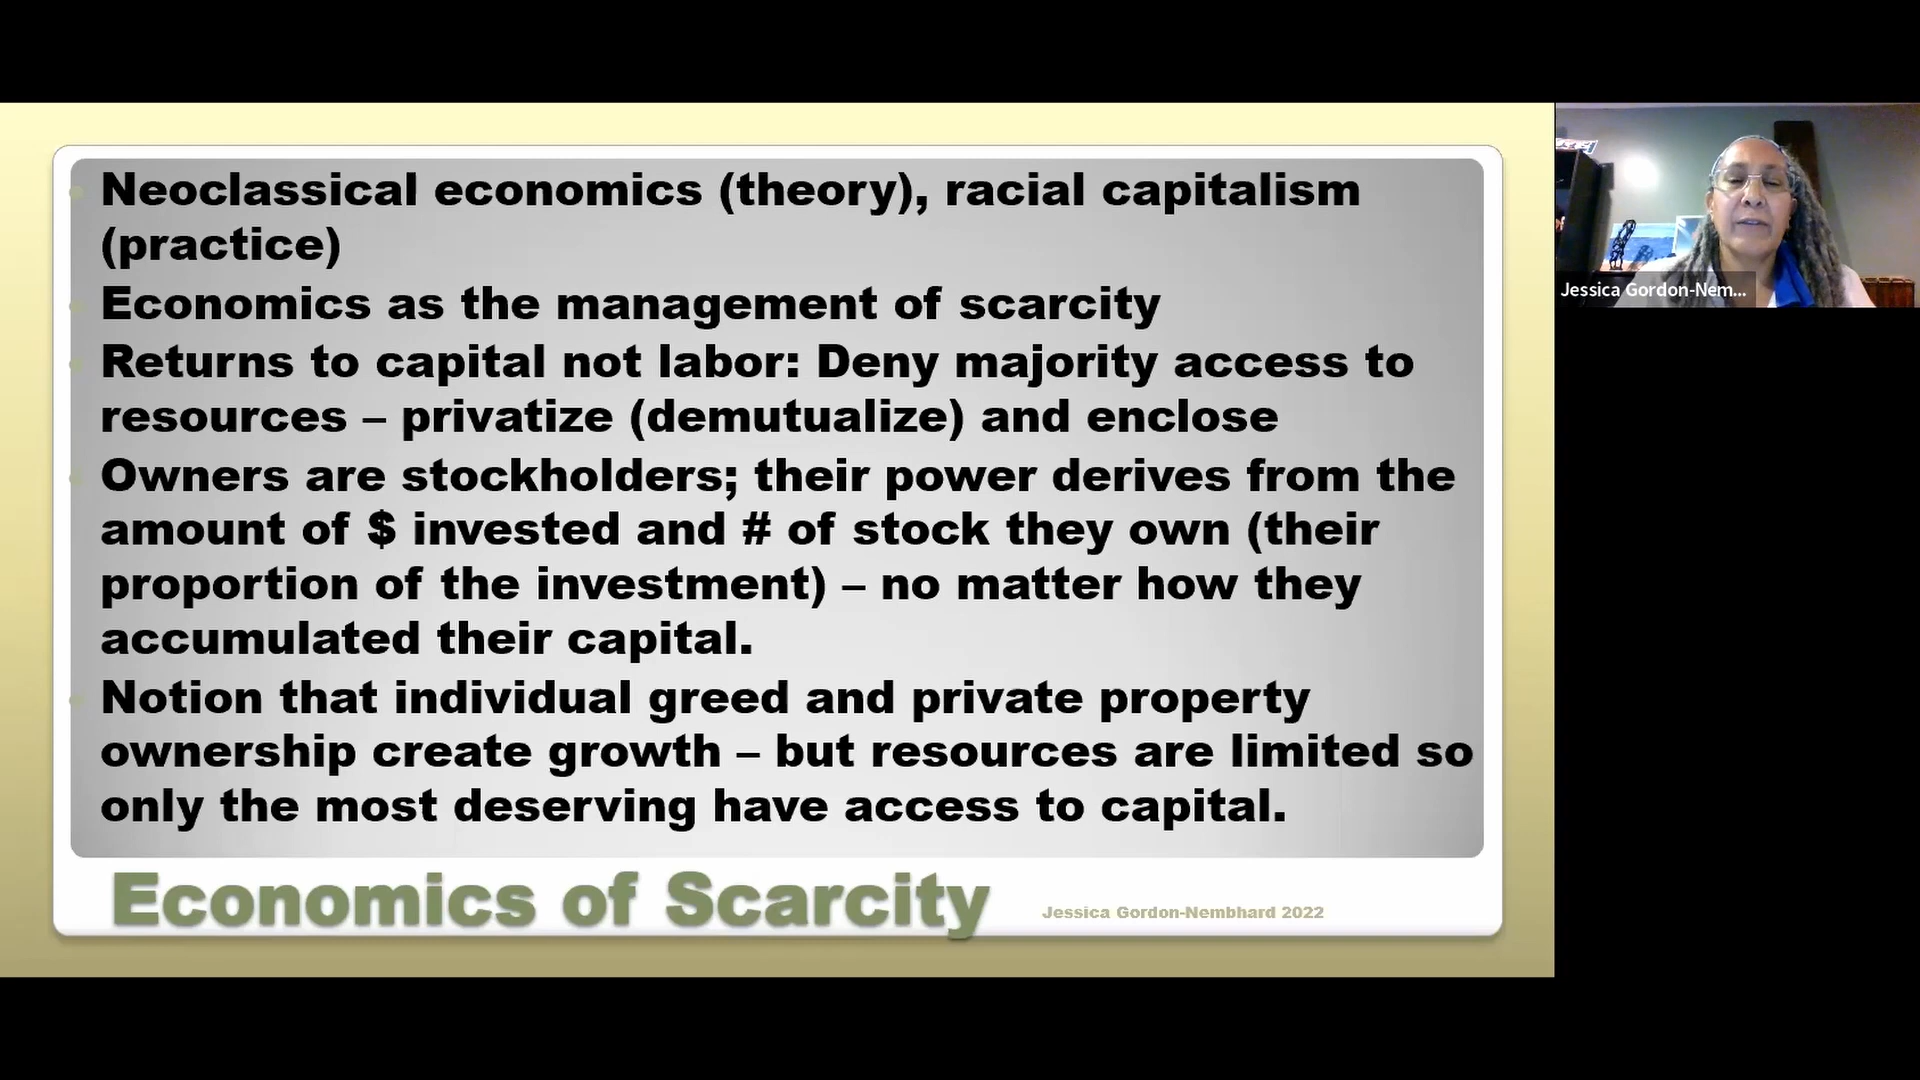 Neoclassical economics (theory), racial capitalism
(practice)
Economics as the management of scarcity
Returns to capital not labor: Deny majority access to
resources – privatize (demutualize) and enclose
Owners are stockholders; their power derives from the
amount of $ invested and # of stock they own (their
proportion of the investment) – no matter how they
accumulated their capital.
Notion that individual greed and private property
ownership create growth – but resources are limited so
only the most deserving have access to capital.
Economics of Scarcity
Jessica Gordon-Nembhard 2022
Jessica Gordon-Nem...